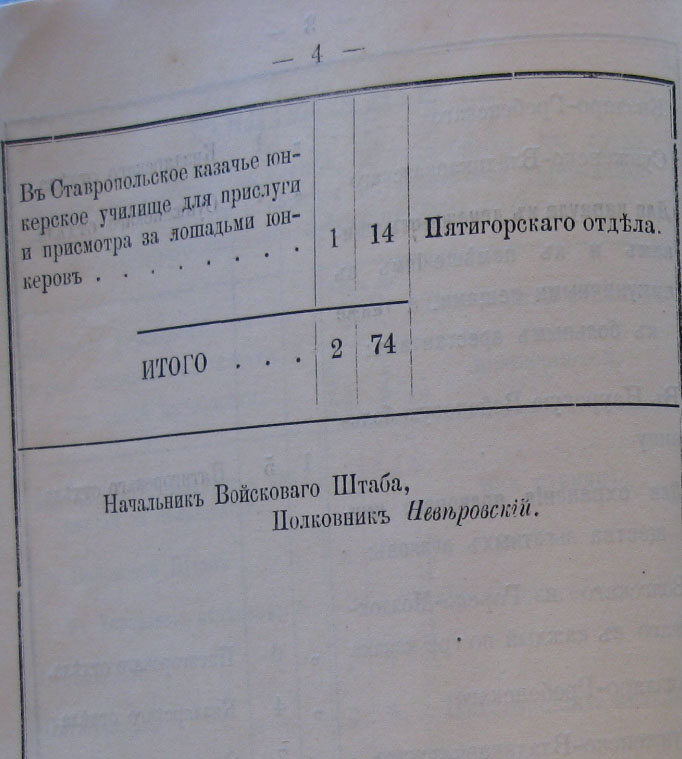 — 4 —
Въ Ставропольское казачье юн-
керское училище для прислуги
и присмотра за лошадьми юн-
керовъ . . . . . . . . 1 14 Пятигорскаго отдѣла.
ИТОГО . . . 2 74
Начальникъ Войсковаго Штаба,
Полковникъ Невѣровскій.